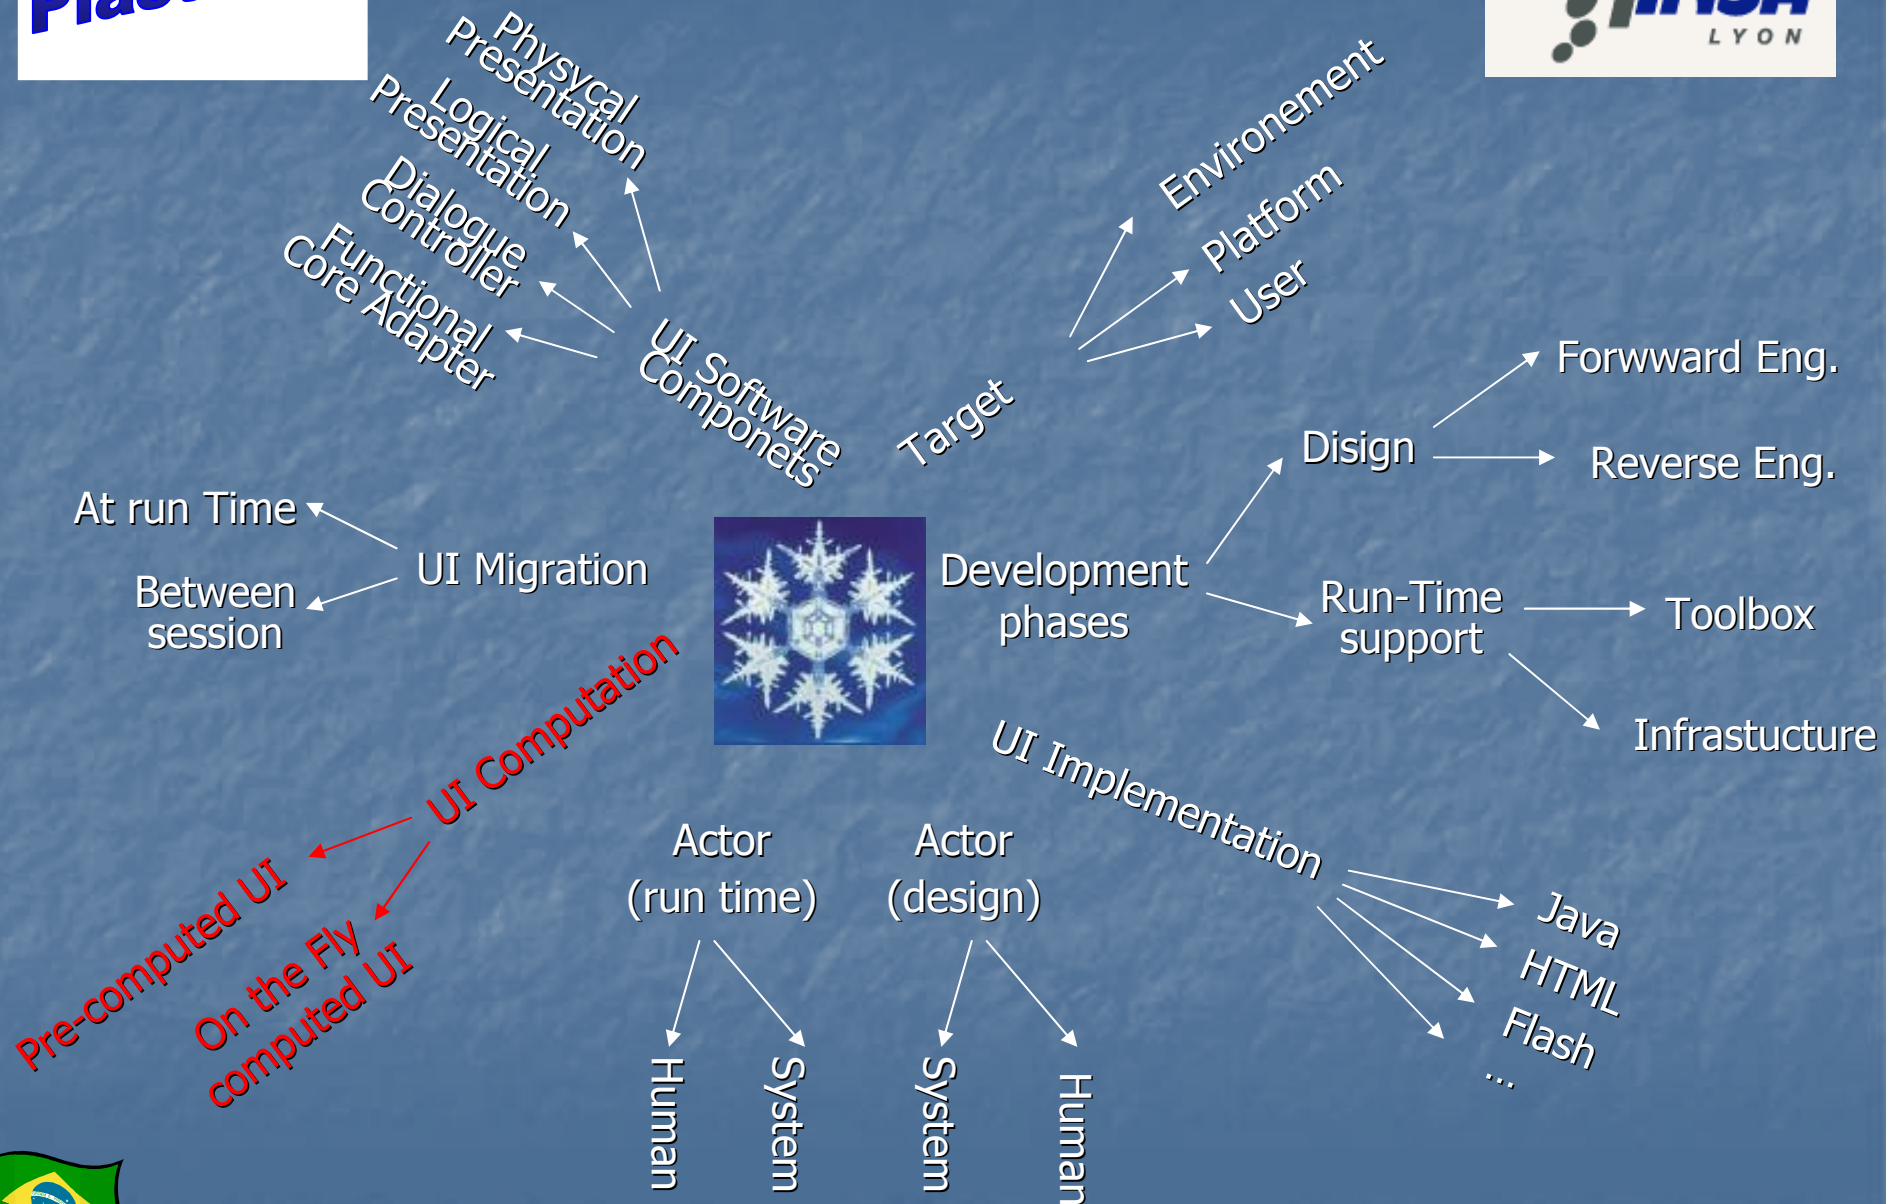 LYON
Physycal
Presentation
Logical
Presentation
Dialogue
Controller
Functional
Core Adapter
UI Software
Componets
Target
Environement
Platform
User
Forwward Eng.
Disign
Reverse Eng.
At run Time
UI Migration
Between
session
Development
phases
Run-Time
support
Toolbox
Infrastucture
UI Computation
Pre-computed UI
On the Fly
computed UI
UI Implementation
Java
HTML
Flash
...
Actor
(run time)
Human
System
Actor
(design)
System
Human